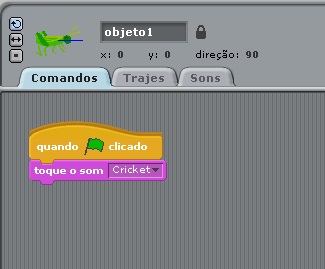 objeto1
x: 0 y: 0 direção: 90
Comandos Trajes Sons
quando clicado
toque o som Cricket